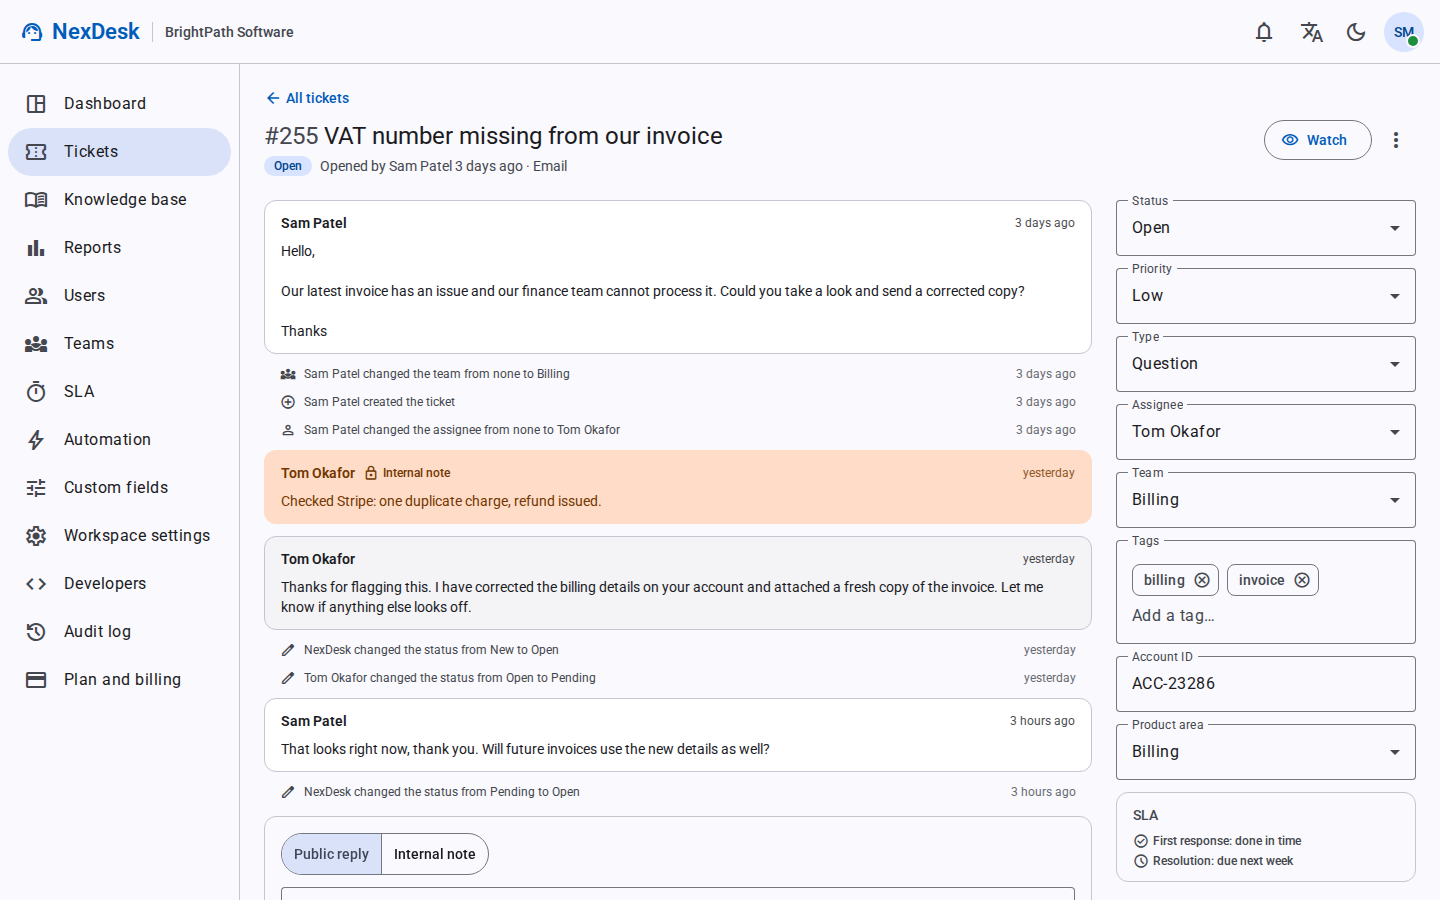 NexDesk
BrightPath Software
SM
Dashboard
Tickets
Knowledge base
Reports
Users
Teams
SLA
Automation
Custom fields
Workspace settings
Developers
Audit log
Plan and billing
All tickets
#255 VAT number missing from our invoice
Open
Opened by Sam Patel 3 days ago · Email
Watch
Sam Patel
3 days ago
Hello,
Our latest invoice has an issue and our finance team cannot process it. Could you take a look and send a corrected copy?
Thanks
Sam Patel changed the team from none to Billing
3 days ago
Sam Patel created the ticket
3 days ago
Sam Patel changed the assignee from none to Tom Okafor
3 days ago
Tom Okafor
Internal note
yesterday
Checked Stripe: one duplicate charge, refund issued.
Tom Okafor
yesterday
Thanks for flagging this. I have corrected the billing details on your account and attached a fresh copy of the invoice. Let me
know if anything else looks off.
NexDesk changed the status from New to Open
yesterday
Tom Okafor changed the status from Open to Pending
yesterday
Sam Patel
3 hours ago
That looks right now, thank you. Will future invoices use the new details as well?
NexDesk changed the status from Pending to Open
3 hours ago
Public reply
Internal note
Status
Open
Priority
Low
Type
Question
Assignee
Tom Okafor
Team
Billing
Tags
billing
invoice
Add a tag…
Account ID
ACC-23286
Product area
Billing
SLA
First response: done in time
Resolution: due next week